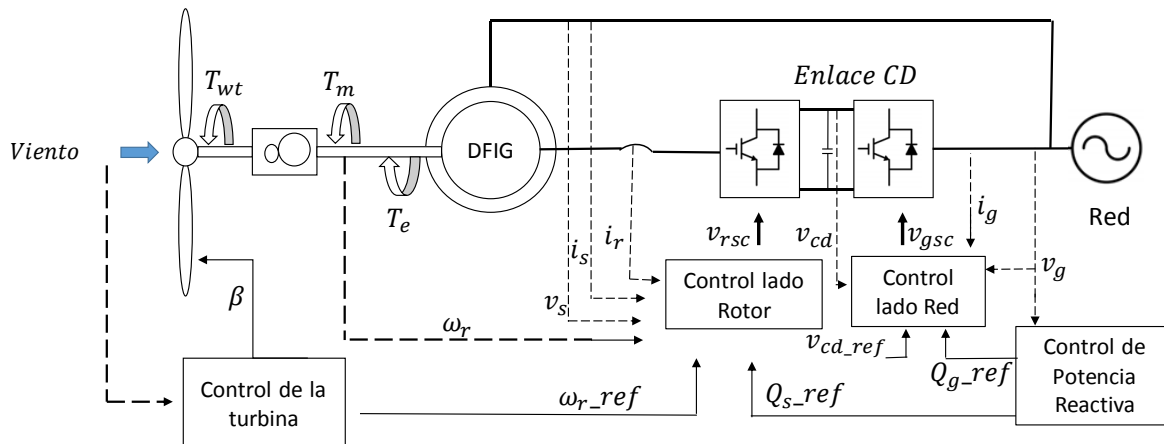 Enlace CD
T_wt
T_m
Viento
DFIG
T_e
i_s
i_r
v_rsc
v_cd
v_gsc
i_g
Red
v_g
v_s
β
ω_r
Control lado
Rotor
Control
lado Red
v_cd_ref
Q_g_ref
Control de
Potencia
Reactiva
Control de la
turbina
ω_r_ref
Q_s_ref